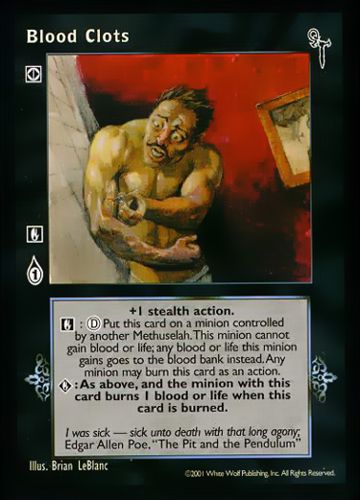 Blood Clots
1
+1 stealth action.
: D Put this card on a minion controlled
by another Methuselah. This minion cannot
gain blood or life; any blood or life this minion
gains goes to the blood bank instead. Any
minion may burn this card as an action.
: As above, and the minion with this
card burns 1 blood or life when this
card is burned.
I was sick — sick unto death with that long agony,
Edgar Allen Poe, "The Pit and the Pendulum"
Illus. Brian LeBlanc
©2001 White Wolf Publishing, Inc. All Rights Reserved.